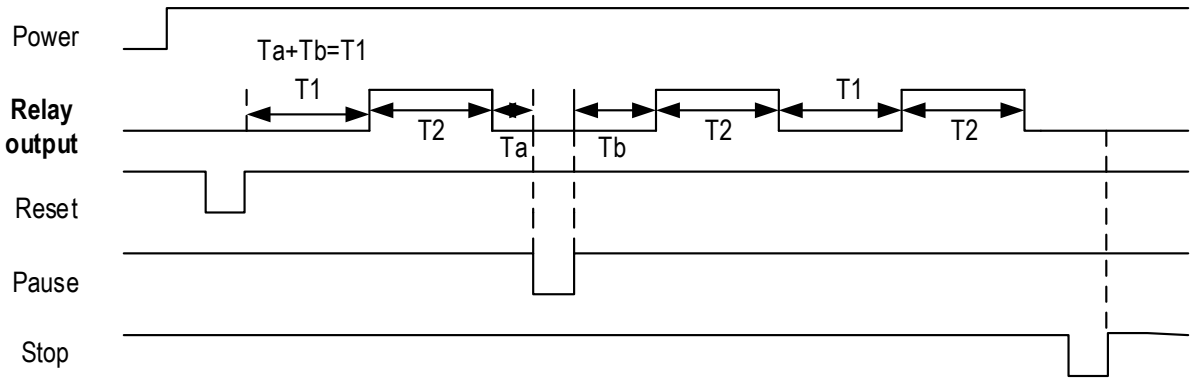 Power
Ta+Tb=T1
T1
T1
Relay
output
T2
Ta
Tb
T2
T2
Reset
Pause
Stop